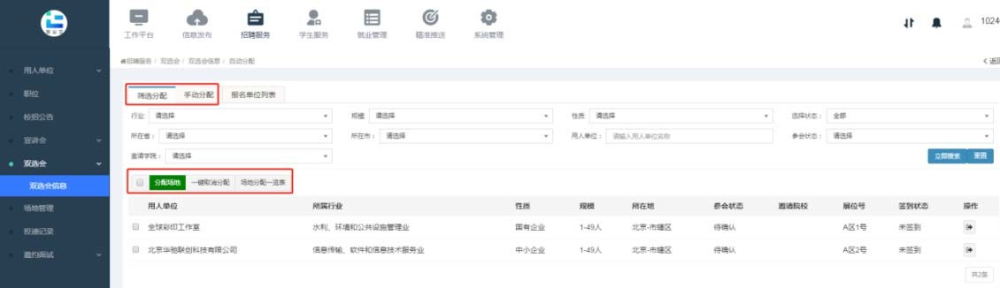 工作平台 信息发布 招聘服务 学生服务 就业管理 精准推送 系统管理 1024
招聘服务 / 双选会 / 双选会信息 : 自动分配 < 返回
用人单位
职位
校招公告
宣讲会
双选会
双选会信息
场地管理
投递记录
邀约面试
筛选分配 手动分配 报名单位列表
行业 请选择 规模 请选择 性质 请选择 选择状态: 全部
所在省: 请选择 所在市: 请选择 用人单位: 请输入用人单位名称 参会状态: 请选择
邀请学院: 请选择
立即搜索 重置
分配场地 一键取消分配 场地分配一览表
用人单位 所属行业 性质 规模 所在地 参会状态 邀请院校 展位号 签到状态 操作
全球彩印工作室 水利、环境和公共设施管理业 国有企业 1-49人 北京-市辖区 待确认 A区1号 未签到
北京华驰联创科技有限公司 信息传输、软件和信息技术服务业 中小企业 1-49人 北京-市辖区 待确认 A区2号 未签到
共2条